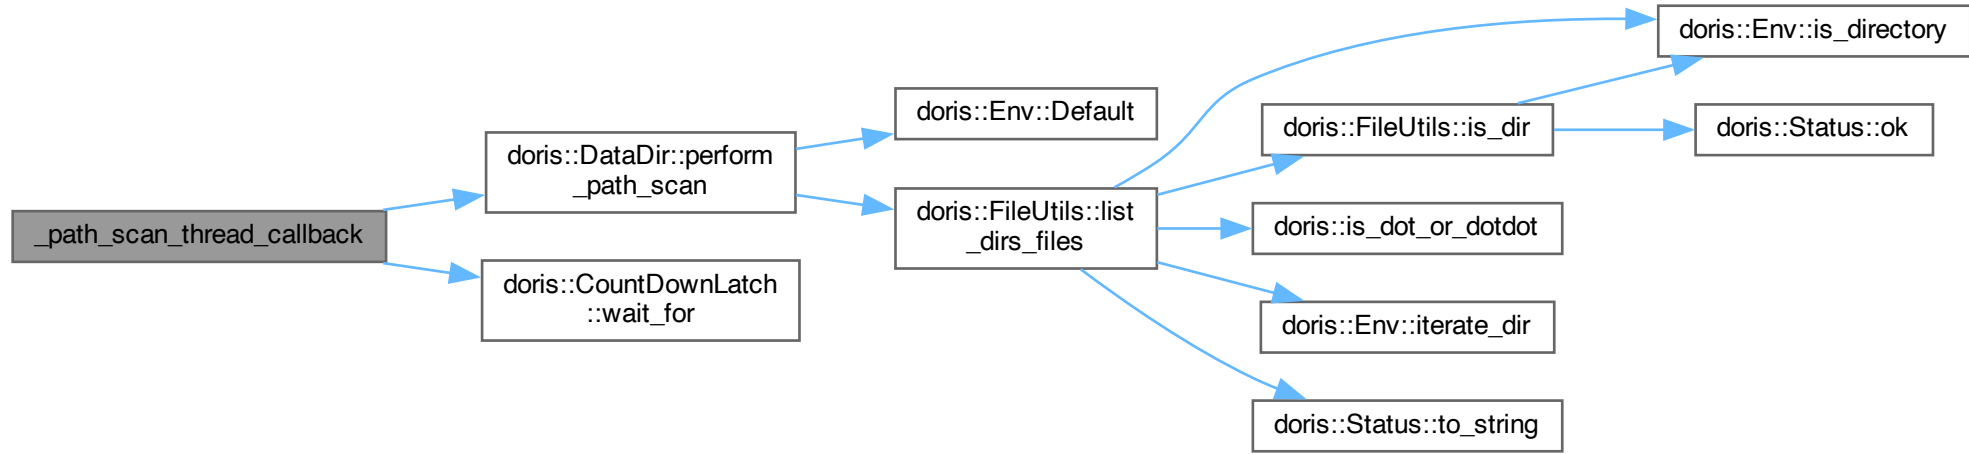 _path_scan_thread_callback
doris::DataDir::perform
_path_scan
doris::CountDownLatch
::wait_for
doris::Env::Default
doris::FileUtils::list
_dirs_files
doris::Env::is_directory
doris::FileUtils::is_dir
doris::Status::ok
doris::is_dot_or_dotdot
doris::Env::iterate_dir
doris::Status::to_string